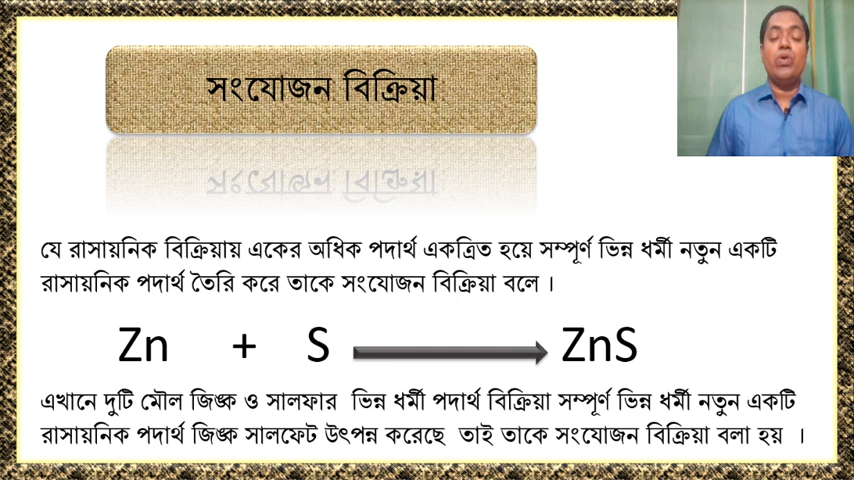 সংযোজন বিক্রিয়া
যে রাসায়নিক বিক্রিয়ায় একের অধিক পদার্থ একত্রিত হয়ে সম্পূর্ণ ভিন্ন ধর্মী নতুন একটি
রাসায়নিক পদার্থ তৈরি করে তাকে সংযোজন বিক্রিয়া বলে ।
Zn + S ⟶ ZnS
এখানে দুটি মৌল জিঙ্ক ও সালফার ভিন্ন ধর্মী পদার্থ বিক্রিয়া সম্পূর্ণ ভিন্ন ধর্মী নতুন একটি
রাসায়নিক পদার্থ জিঙ্ক সালফেট উৎপন্ন করেছে তাই তাকে সংযোজন বিক্রিয়া বলা হয় ।